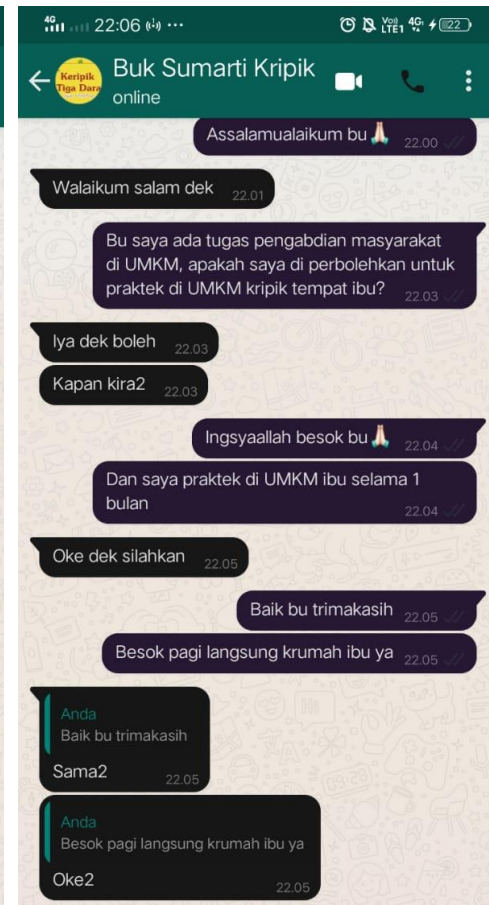 4G 22:06 ...
Voi) LTE1 4G 22
Keripik
Tiga Dara
Buk Sumarti Kripik
online
Assalamualaikum bu🙏🏻 22.00
Walaikum salam dek 22.01
Bu saya ada tugas pengabdian masyarakat
di UMKM, apakah saya di perbolehkan untuk
praktek di UMKM kripik tempat ibu? 22.03
Iya dek boleh 22.03
Kapan kira2 22.03
Ingsyaallah besok bu🙏🏻 22.04
Dan saya praktek di UMKM ibu selama 1
bulan 22.04
Oke dek silahkan 22.05
Baik bu trimakasih 22.05
Besok pagi langsung krumah ibu ya 22.05
Anda
Baik bu trimakasih
Sama2 22.05
Anda
Besok pagi langsung krumah ibu ya
Oke2 22.05